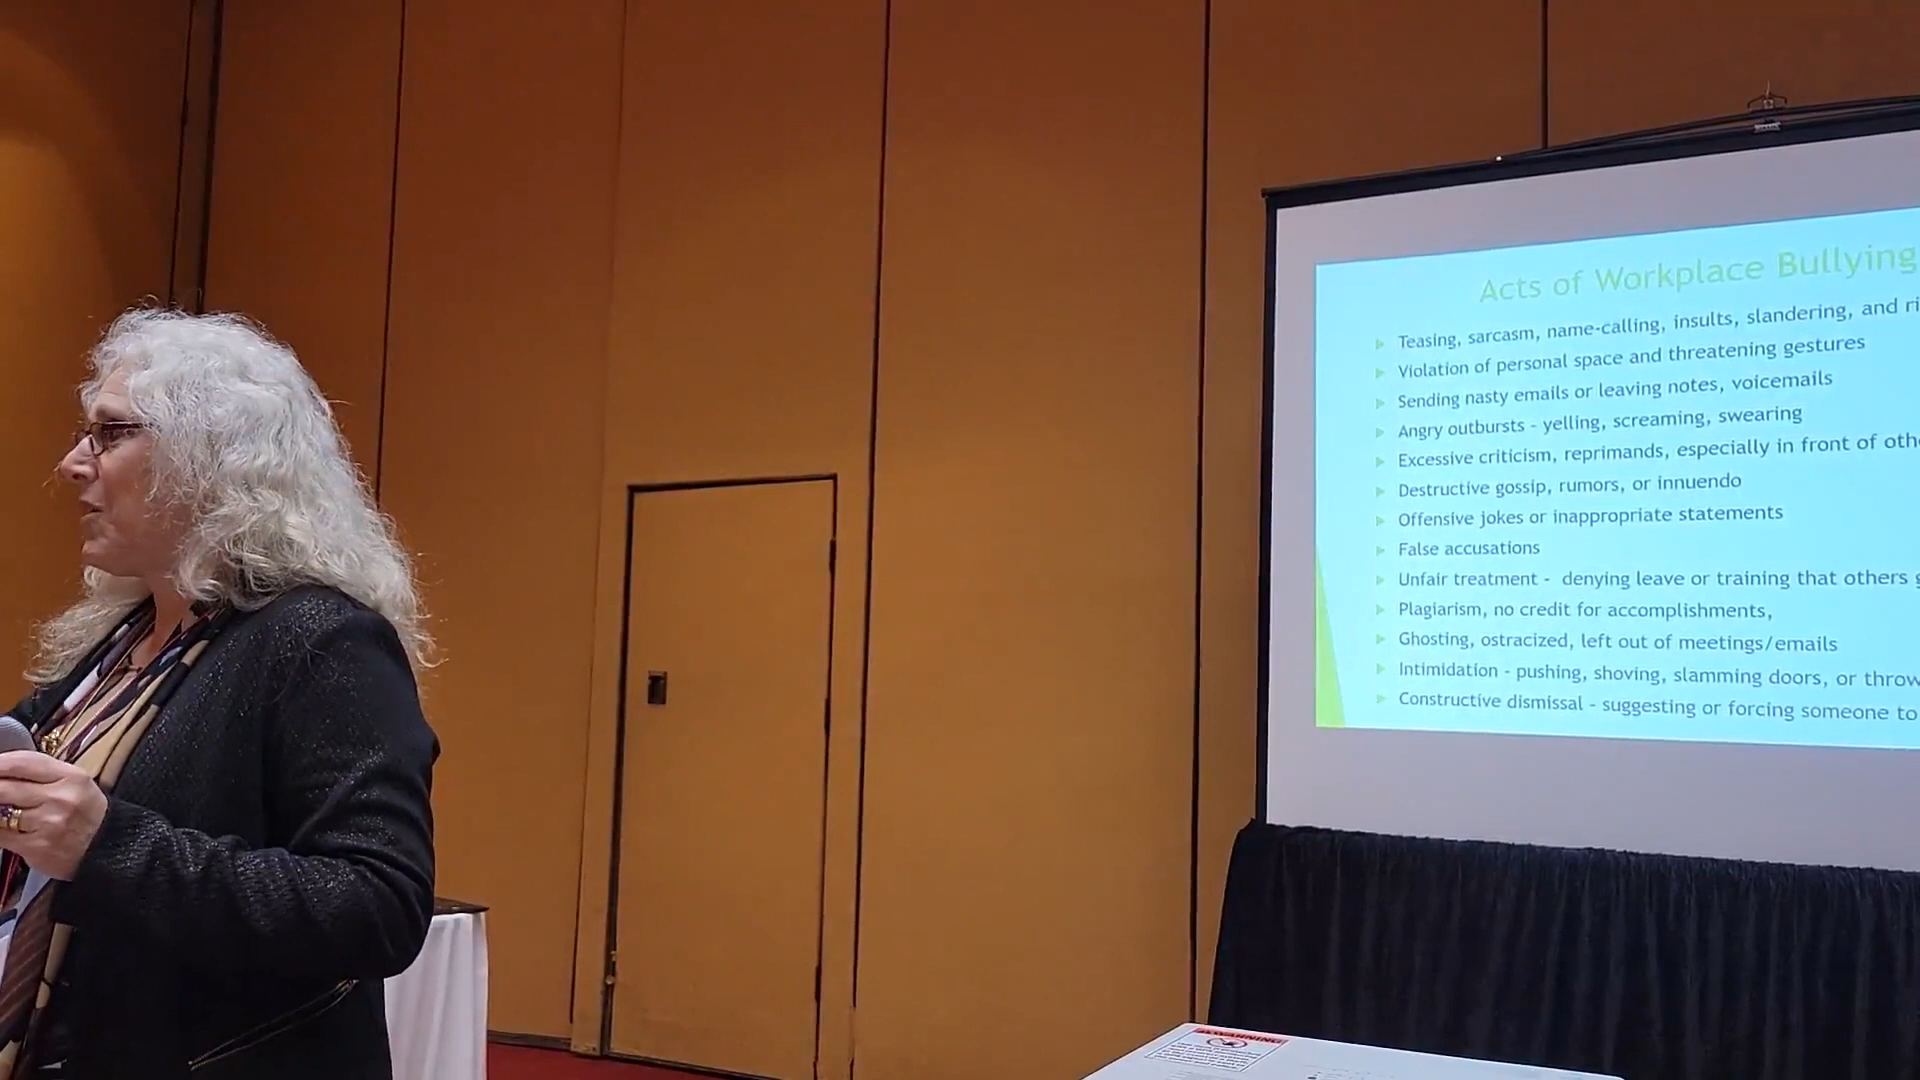 Acts of Workplace Bullying
Teasing, sarcasm, name-calling, insults, slandering, and
Violation of personal space and threatening gestures
Sending nasty emails or leaving notes, voicemails
Angry outbursts - yelling, screaming, swearing
Excessive criticism, reprimands, especially in front of
Destructive gossip, rumors, or innuendo
Offensive jokes or inappropriate statements
False accusations
Unfair treatment - denying leave or training that others
Plagiarism, no credit for accomplishments,
Ghosting, ostracized, left out of meetings/emails
Intimidation - pushing, shoving, slamming doors, or
Constructive dismissal - suggesting or forcing someone to
WARNING